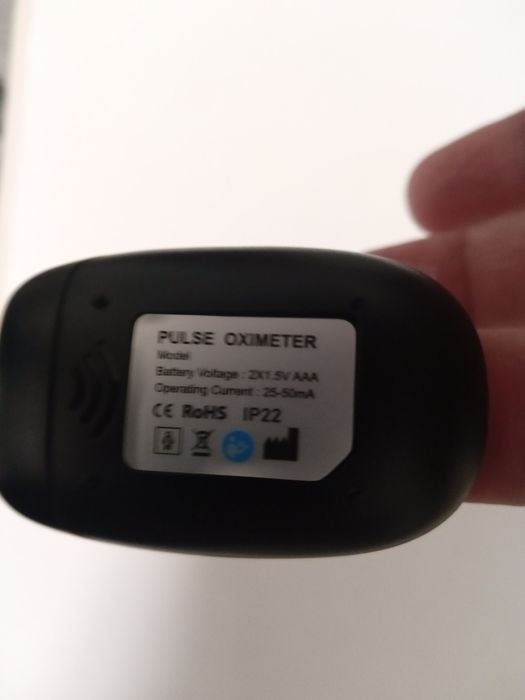 PULSE OXIMETER
Model
Battery Voltage : 2X1.5V AAA
Operating Current : 25-50mA
CE RoHS IP22